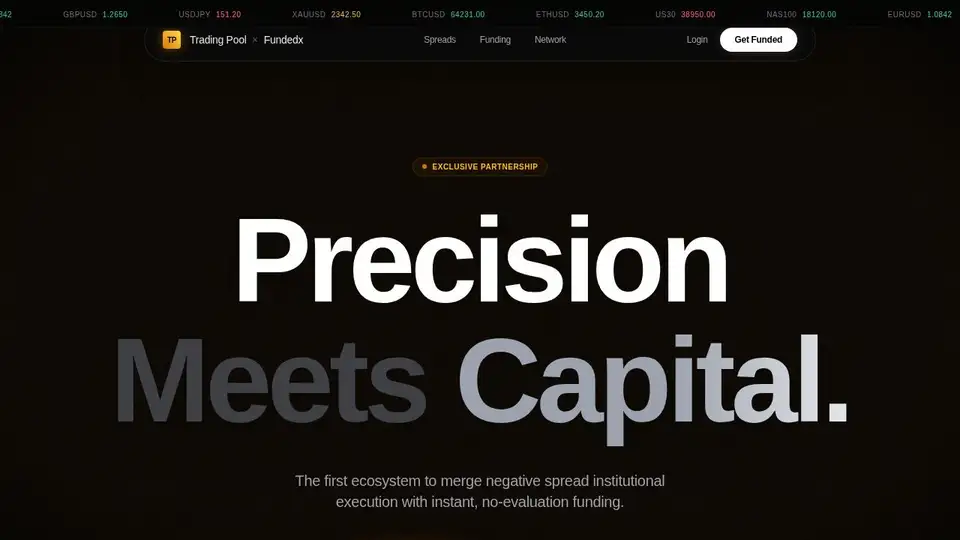 842 GBPUSD 1.2650 USDJPY 151.20 XAUUSD 2342.50 BTCUSD 64231.00 ETHUSD 3450.20 US30 38950.00 NAS100 18120.00 EURUSD 1.0842
TP Trading Pool × Fundedx Spreads Funding Network Login Get Funded
EXCLUSIVE PARTNERSHIP
Precision
Meets Capital.
The first ecosystem to merge negative spread institutional
execution with instant, no-evaluation funding.